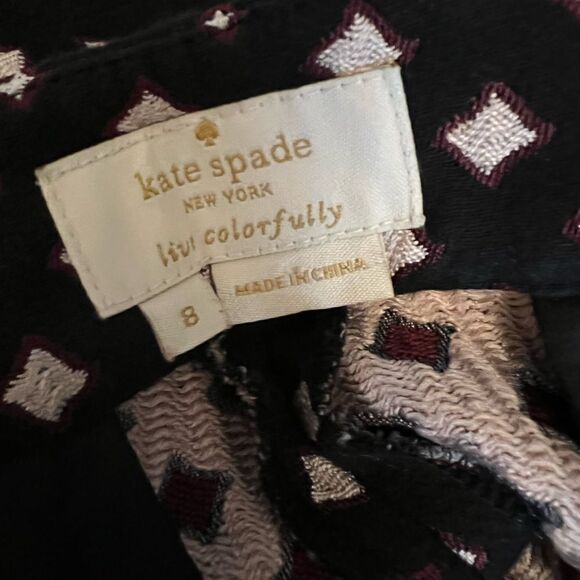 kate spade
NEW YORK
live colorfully
8
MADE IN CHINA